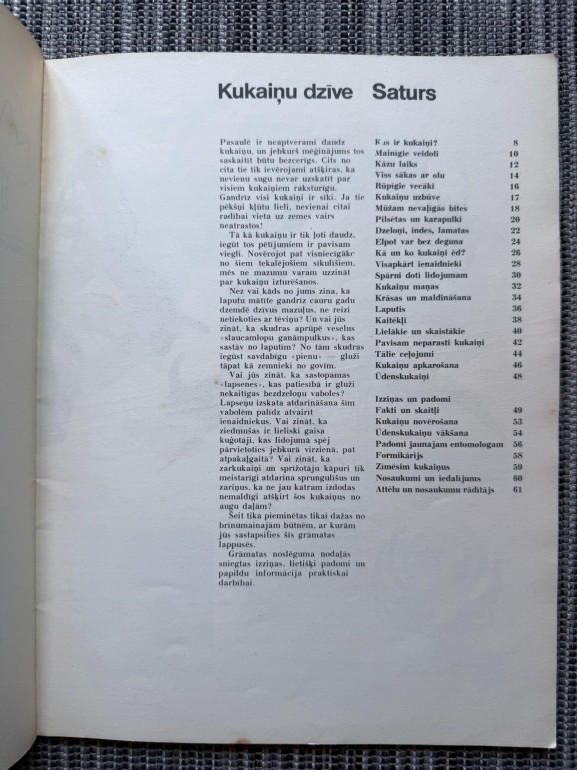 Kukaiņu dzīve
Pasaulē ir neaptverami daudz
kukaiņu, un jebkurš mēģinājums tos
saskaitīt būtu bezcerīgs. Cits no
cita tie tik ievērojami atšķiras, ka
nevienu sugu nevar uzskatīt par
visiem kukaiņiem raksturīgu.
Gandrīz visi kukaiņi ir sīki. Ja tie
pēkšņi kļūtu lieli, nevienai citai
radībai vieta uz zemes vairs
neatrastos!
Tā kā kukaiņu ir tik ļoti daudz,
iegūt tos pētījumiem ir pavisam
viegli. Novērojot pat visniecīgāko
no šiem tekalējošiem sīkulīšiem,
mēs ne mazumu varam uzzināt
par kukaiņu izturēšanos.
Nez vai kāds no jums zina, ka
laputu mātīte gandrīz cauru gadu
dzemdē dzīvus mazuļus, ne reizi
netiekoties ar tēviņu? Un vai jūs
zināt, ka skudras aprūpē veselus
»slaucamlopu ganāmpulkus«, kas
sastāv no laputīm? No tām skudras
iegūst savdabīgu »pienu« — gluži
tāpat kā zemnieki no govīm.
Vai jūs zināt, ka sastopamas
»lapsenes«, kas patiesībā ir gluži
nekaitīgas bezdzeloņu vaboles?
Lapseņu izskata atdarināšana šīm
vabolēm palīdz atvairīt
ienaidniekus. Vai zināt, ka
ziedmušas ir lieliski gaisa
kuģotāji, kas lidojumā spēj
pārvietoties jebkurā virzienā, pat
atpakaļgaitā? Vai zināt, ka
zarkukaiņi un sprīžotāju kāpuri tik
meistarīgi atdarina sprungulīšus un
zariņus, ka ne jau katram izdodas
nemaldīgi atšķirt šos kukaiņus no
augu daļām?
Šeit tika pieminētas tikai dažas no
brīnumainajām būtnēm, ar kurām
jūs sastapsities šīs grāmatas
lappusēs.
Grāmatas noslēguma nodaļās
sniegtas izziņas, lietišķi padomi un
papildu informācija praktiskai
darbībai.
Saturs
Kas ir kukaiņi? 8
Mainīgie veidoli 10
Kāzu laiks 12
Viss sākas ar olu 14
Rūpīgie vecāki 16
Kukaiņu uzbūve 17
Mūžam nevaļīgās bites 18
Pilsētas un karapulki 20
Dzeloņi, indes, lamatas 22
Elpot var bez deguna 24
Kā un ko kukaiņi ēd? 26
Visapkārt ienaidnieki 28
Spārni doti lidojumam 30
Kukaiņu maņas 32
Krāsas un maldināšana 34
Laputis 36
Kaitēkļi 38
Lielākie un skaistākie 40
Pavisam neparasti kukaiņi 42
Tālie ceļojumi 44
Kukaiņu apkarošana 46
Ūdenskukaiņi 48
Izziņas un padomi
Fakti un skaitļi 49
Kukaiņu novērošana 53
Ūdenskukaiņu vākšana 54
Padomi jaunajam entomologam 56
Formikārijs 58
Zīmēsim kukaiņus 59
Nosaukumi un iedalījums 60
Attēlu un nosaukumu rādītājs 61